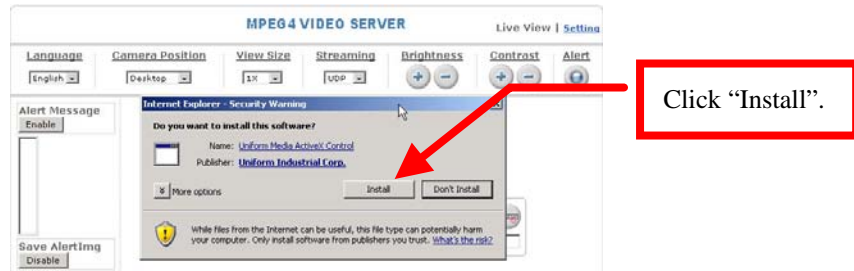 MPEG4 VIDEO SERVER
Live View | Setting
Language Camera Position View Size Streaming Brightness Contrast Alert
English Desktop 1X UDP
Click “Install”.
Alert Message
Enable
Internet Explorer - Security Warning
Do you want to install this software?
Name: Uniform Media ActiveX Control
Publisher: Uniform Industrial Corp.
More options
Install Don't Install
While files from the Internet can be useful, this file type can potentially harm
your computer. Only install software from publishers you trust. What's the risk?
Save AlertImg
Disable